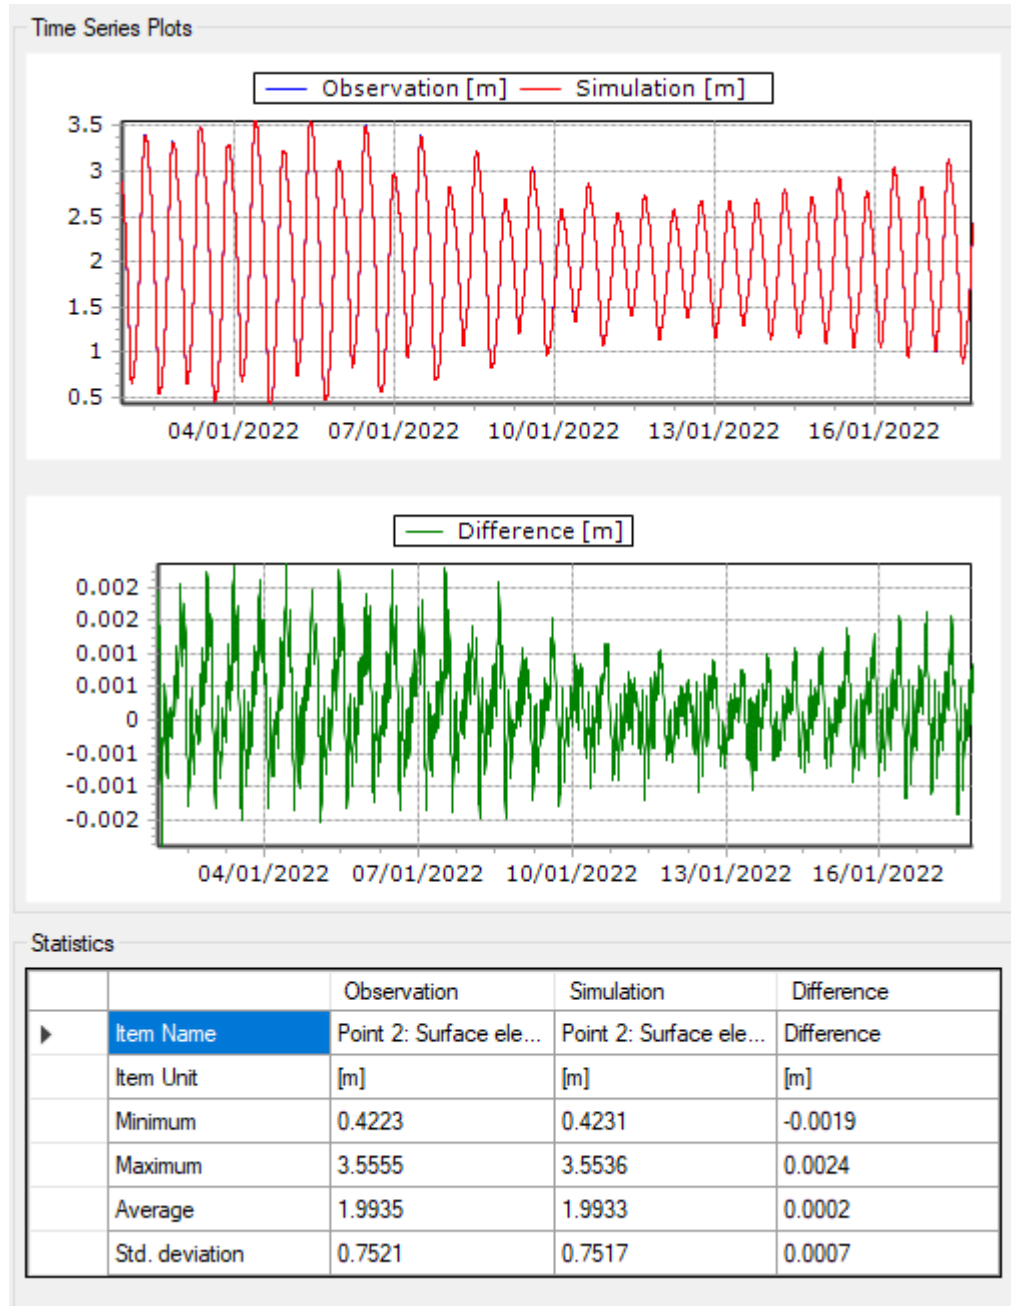 Time Series Plots
Observation [m] Simulation [m]
3.5
3
2.5
2
1.5
1
0.5
04/01/2022 07/01/2022 10/01/2022 13/01/2022 16/01/2022
Difference [m]
0.002
0.002
0.001
0.001
0
-0.001
-0.001
-0.002
04/01/2022 07/01/2022 10/01/2022 13/01/2022 16/01/2022
Statistics
Observation Simulation Difference
Item Name Point 2: Surface ele... Point 2: Surface ele... Difference
Item Unit [m] [m] [m]
Minimum 0.4223 0.4231 -0.0019
Maximum 3.5555 3.5536 0.0024
Average 1.9935 1.9933 0.0002
Std. deviation 0.7521 0.7517 0.0007